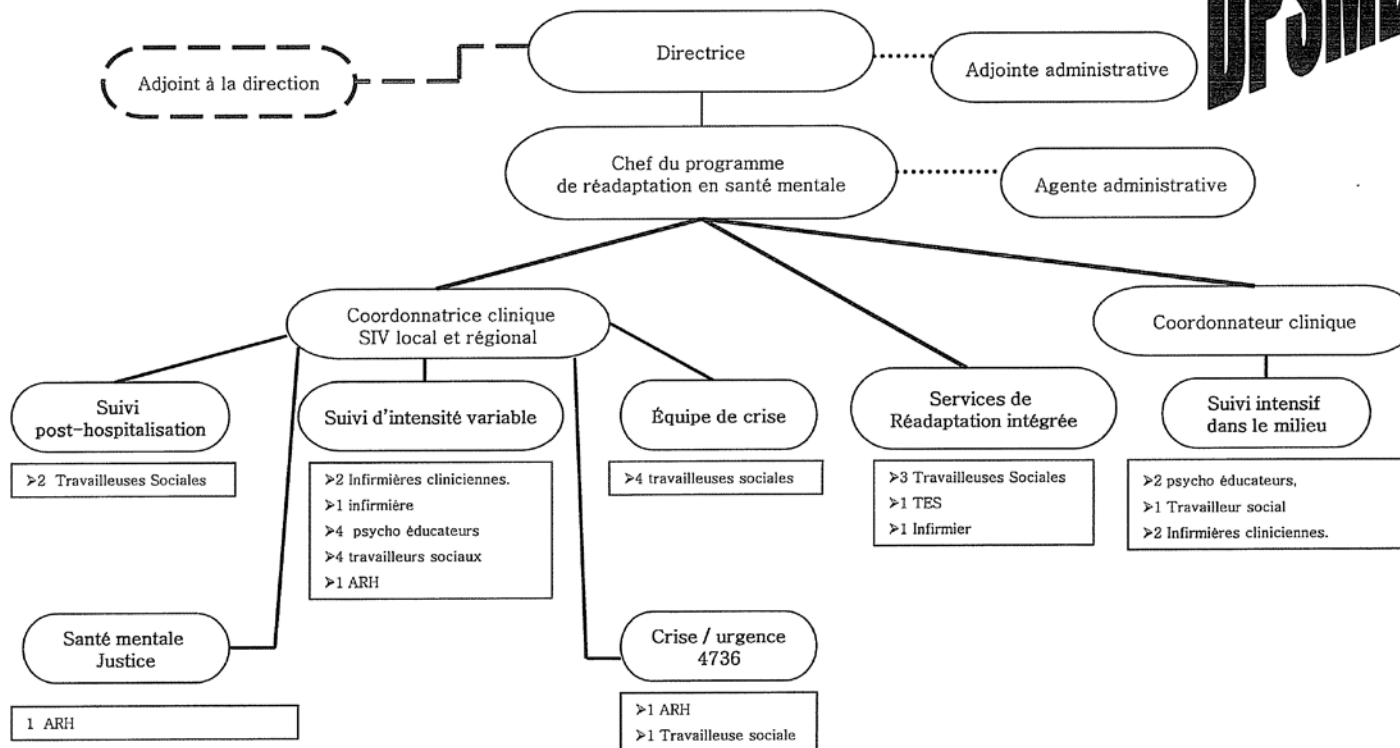 Directrice
Adjoint à la direction
Adjointe administrative
Chef du programme
de réadaptation en santé mentale
Agente administrative
Coordonnatrice clinique
SIV local et régional
Coordonnateur clinique
Suivi
post-hospitalisation
Suivi d'intensité variable
Équipe de crise
Services de
Réadaptation intégrée
Suivi intensif
dans le milieu
➢2 Travailleuses Sociales
➢2 Infirmières cliniciennes.
➢1 infirmière
➢4 psycho éducateurs
➢4 travailleurs sociaux
➢1 ARH
➢4 travailleuses sociales
➢3 Travailleuses Sociales
➢1 TES
➢1 Infirmier
➢2 psycho éducateurs,
➢1 Travailleur social
➢2 Infirmières cliniciennes.
Santé mentale
Justice
1 ARH
Crise / urgence
4736
➢1 ARH
➢1 Travailleuse sociale